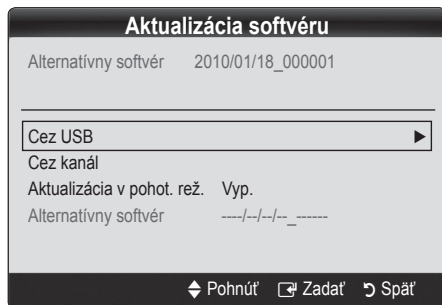 Aktualizácia softvéru
Alternatívny softvér 2010/01/18_000001
Cez USB
Cez kanál
Aktualizácia v pohot. rež. Vyp.
Alternatívny softvér ----/--/--/--_------
Pohnúť Zadať Späť